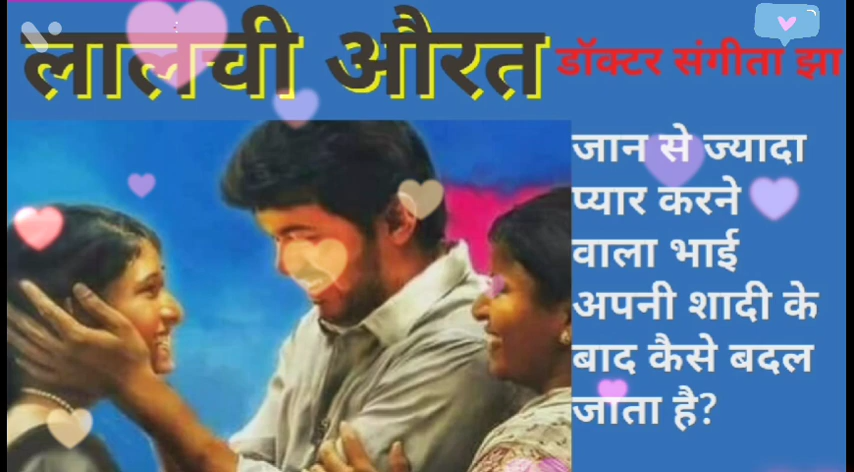 लालची औरत
डॉक्टर संगीता झा
जान से ज्यादा
प्यार करने
वाला भाई
अपनी शादी के
बाद कैसे बदल
जाता है?